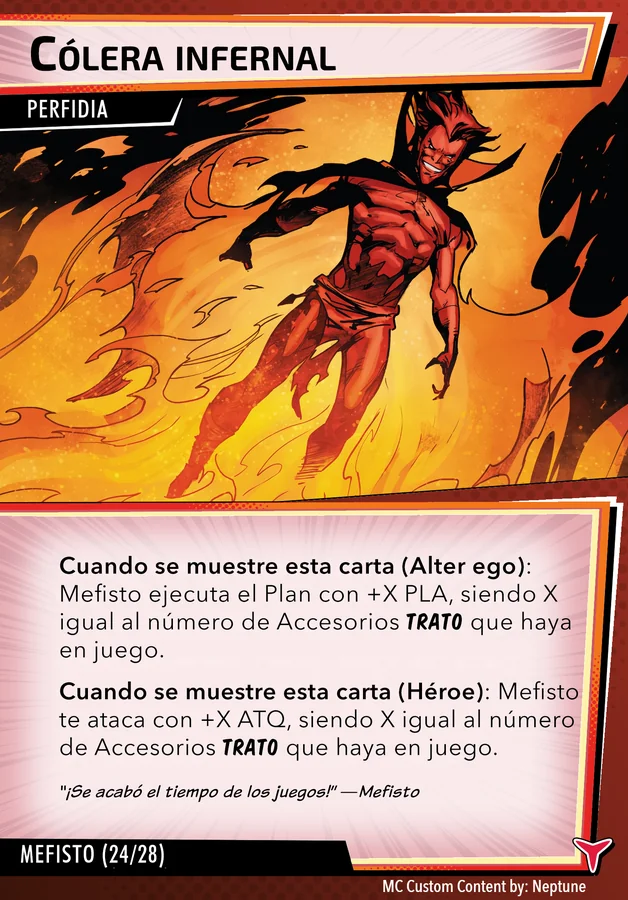 CÓLERA INFERNAL
PERFIDIA
Cuando se muestre esta carta (Alter ego):
Mefisto ejecuta el Plan con +X PLA, siendo X
igual al número de Accesorios TRATO que haya
en juego.
Cuando se muestre esta carta (Héroe): Mefisto
te ataca con +X ATQ, siendo X igual al número
de Accesorios TRATO que haya en juego.
"¡Se acabó el tiempo de los juegos!" —Mefisto
MEFISTO (24/28)
MC Custom Content by: Neptune